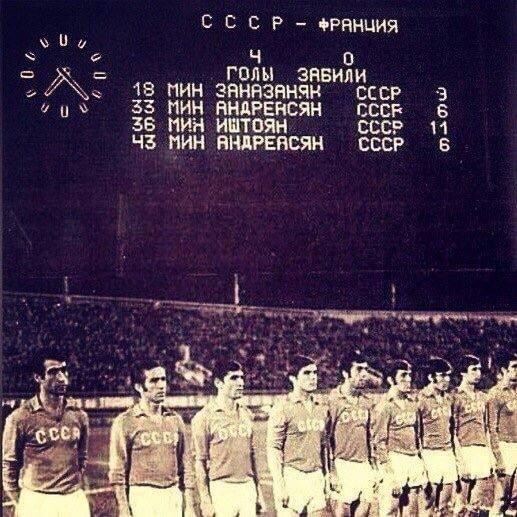 СССР - ФРАНЦИЯ
4 0
ГОЛЫ ЗАБИЛИ
18 МИН ЗАНАЗАНЯН СССР 9
33 МИН АНДРЕАСЯН СССР 6
36 МИН ИШТОЯН СССР 11
43 МИН АНДРЕАСЯН СССР 6
СССР
СССР
СССР
СССР